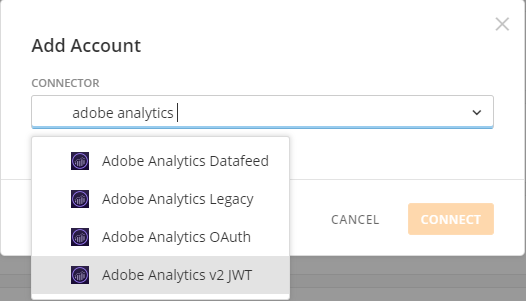 Add Account
CONNECTOR
adobe analytics
Adobe Analytics Datafeed
Adobe Analytics Legacy
Adobe Analytics OAuth
Adobe Analytics v2 JWT
CANCEL
CONNECT